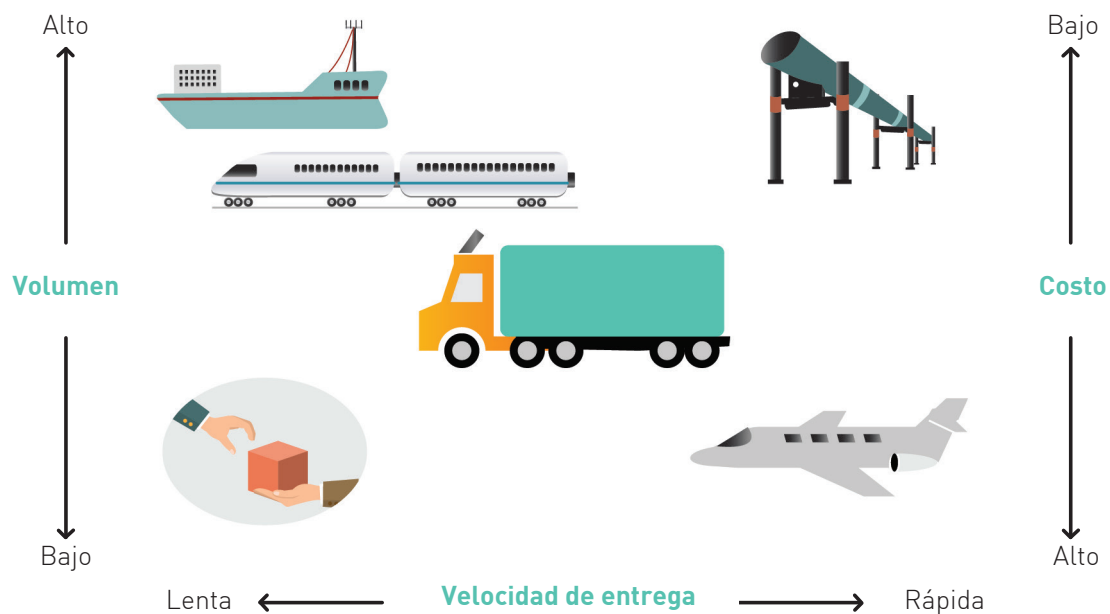 Alto
Bajo
Volumen
Costo
Bajo
Alto
Lenta
Velocidad de entrega
Rápida